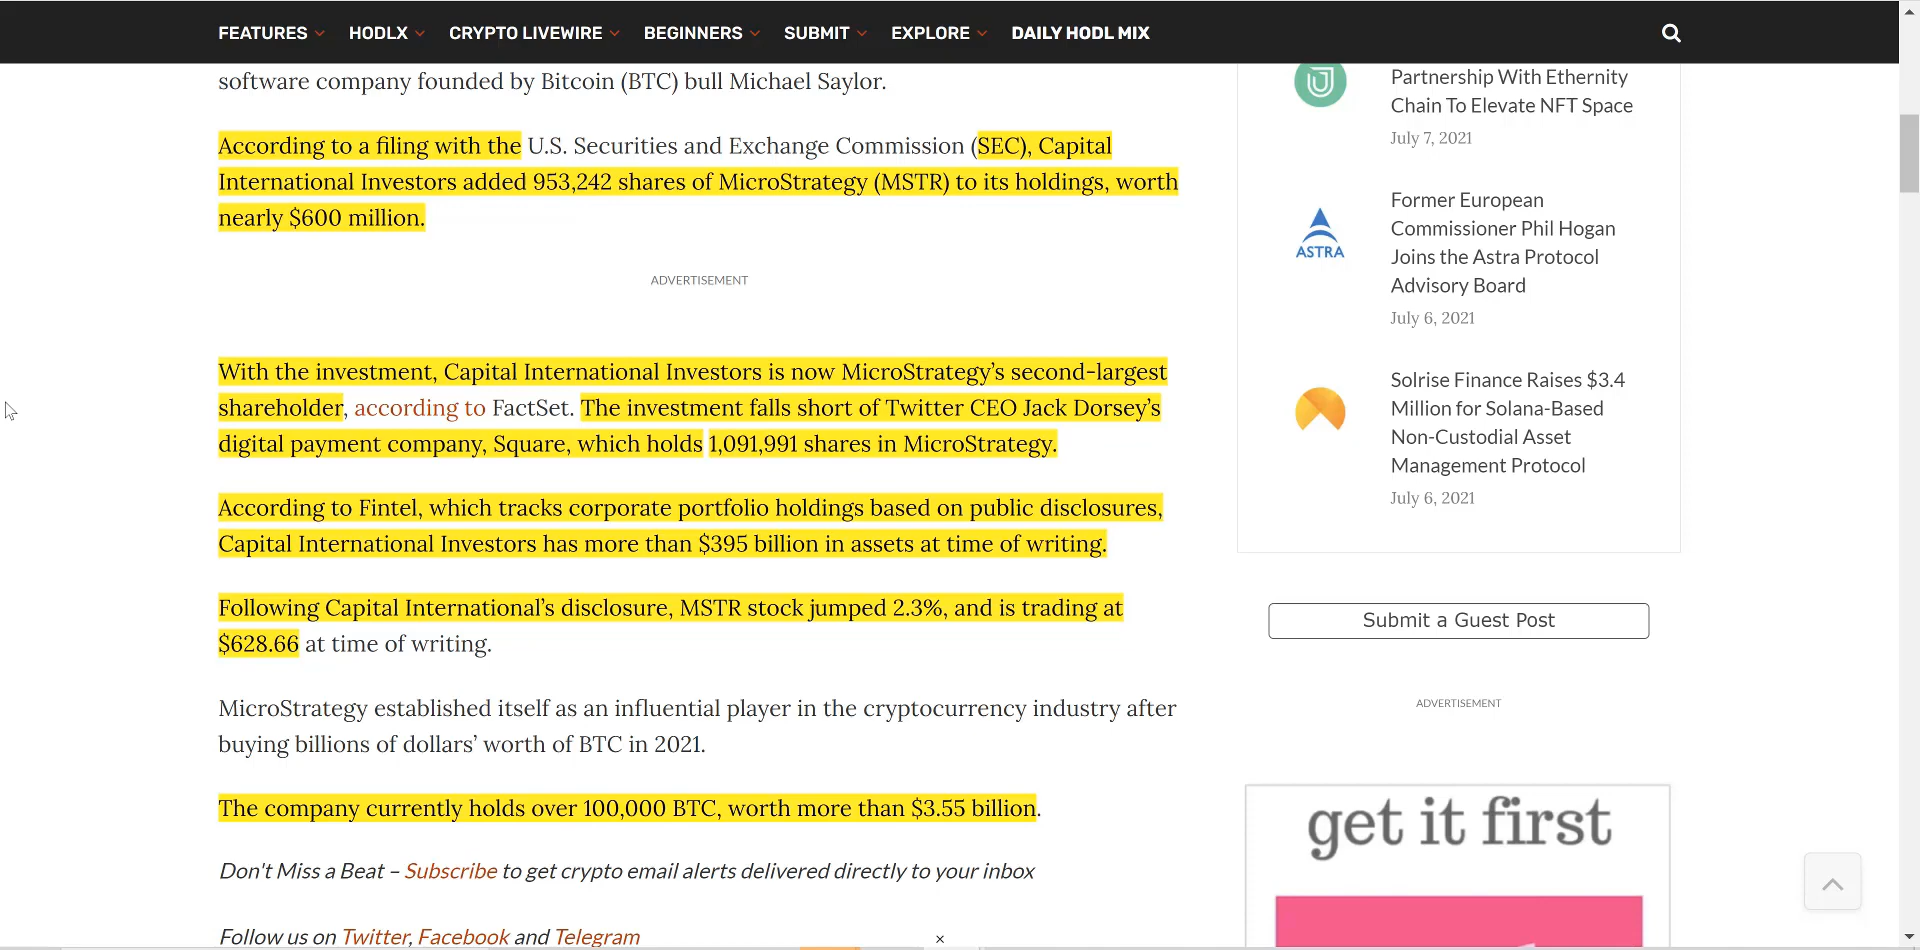 FEATURES HODLX CRYPTO LIVEWIRE BEGINNERS SUBMIT EXPLORE DAILY HODL MIX
software company founded by Bitcoin (BTC) bull Michael Saylor.
According to a filing with the U.S. Securities and Exchange Commission (SEC), Capital
International Investors added 953,242 shares of MicroStrategy (MSTR) to its holdings, worth
nearly $600 million.
ADVERTISEMENT
With the investment, Capital International Investors is now MicroStrategy’s second-largest
shareholder, according to FactSet. The investment falls short of Twitter CEO Jack Dorsey’s
digital payment company, Square, which holds 1,091,991 shares in MicroStrategy.
According to Fintel, which tracks corporate portfolio holdings based on public disclosures,
Capital International Investors has more than $395 billion in assets at time of writing.
Following Capital International’s disclosure, MSTR stock jumped 2.3%, and is trading at
$628.66 at time of writing.
MicroStrategy established itself as an influential player in the cryptocurrency industry after
buying billions of dollars’ worth of BTC in 2021.
The company currently holds over 100,000 BTC, worth more than $3.55 billion.
Don't Miss a Beat – Subscribe to get crypto email alerts delivered directly to your inbox
Follow us on Twitter, Facebook and Telegram
Partnership With Ethernity
Chain To Elevate NFT Space
July 7, 2021
ASTRA
Former European
Commissioner Phil Hogan
Joins the Astra Protocol
Advisory Board
July 6, 2021
Solrise Finance Raises $3.4
Million for Solana-Based
Non-Custodial Asset
Management Protocol
July 6, 2021
Submit a Guest Post
ADVERTISEMENT
get it first